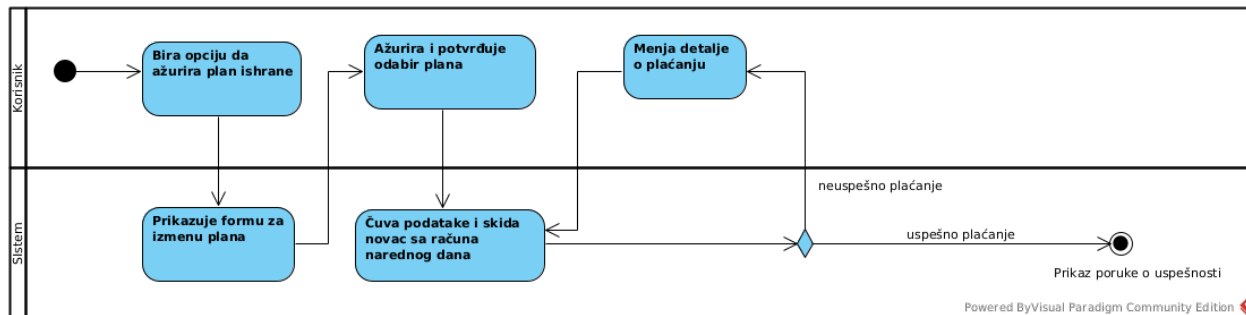 Korisnik
Bira opciju da
ažurira plan ishrane
Ažurira i potvrđuje
odabir plana
Menja detalje
o plaćanju
SIstem
Prikazuje formu za
izmenu plana
Čuva podatake i skida
novac sa računa
narednog dana
neuspešno plaćanje
uspešno plaćanje
Prikaz poruke o uspešnosti
Powered ByVisual Paradigm Community Edition